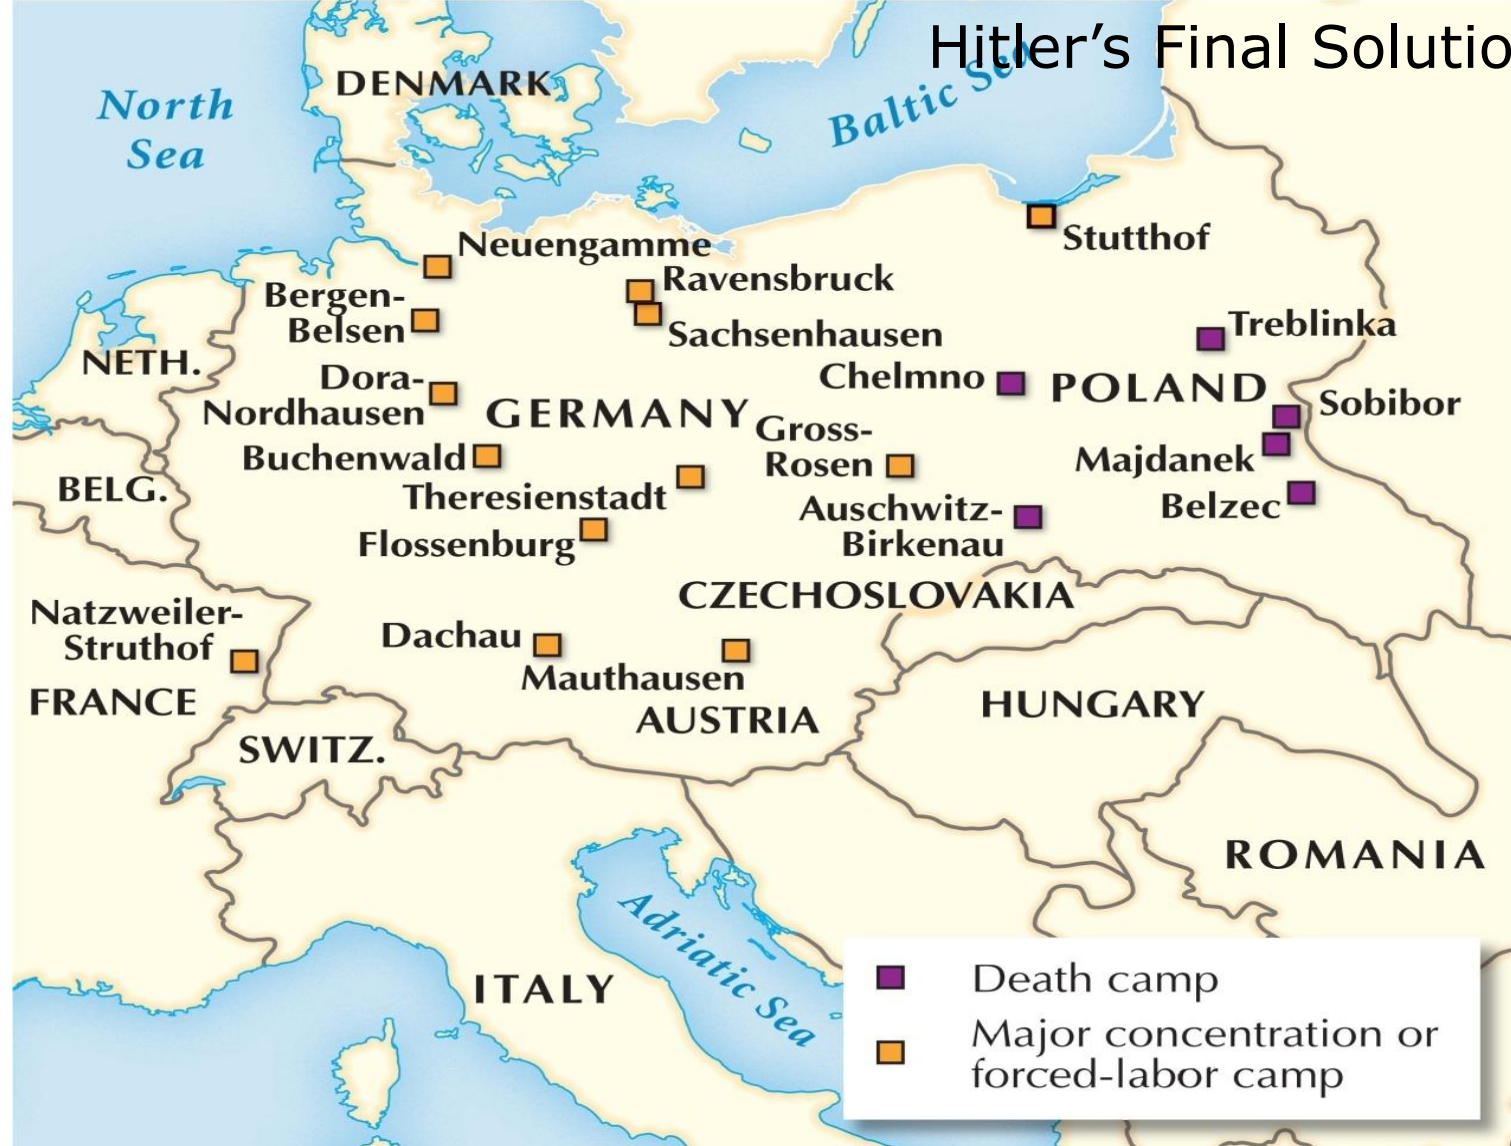 Hitler’s Final Solutio
North
Sea
DENMARK
Baltic Sea
Neuengamme
Stutthof
Bergen-
Belsen
Ravensbruck
Sachsenhausen
Treblinka
NETH.
Dora-
Nordhausen
GERMANY
Chelmno
POLAND
Sobibor
Buchenwald
Gross-
Rosen
Majdanek
BELG.
Theresienstadt
Auschwitz-
Birkenau
Belzec
Flossenburg
CZECHOSLOVAKIA
Natzweiler-
Struthof
Dachau
Mauthausen
FRANCE
AUSTRIA
HUNGARY
SWITZ.
ROMANIA
Adriatic Sea
ITALY
Death camp
Major concentration or
forced-labor camp